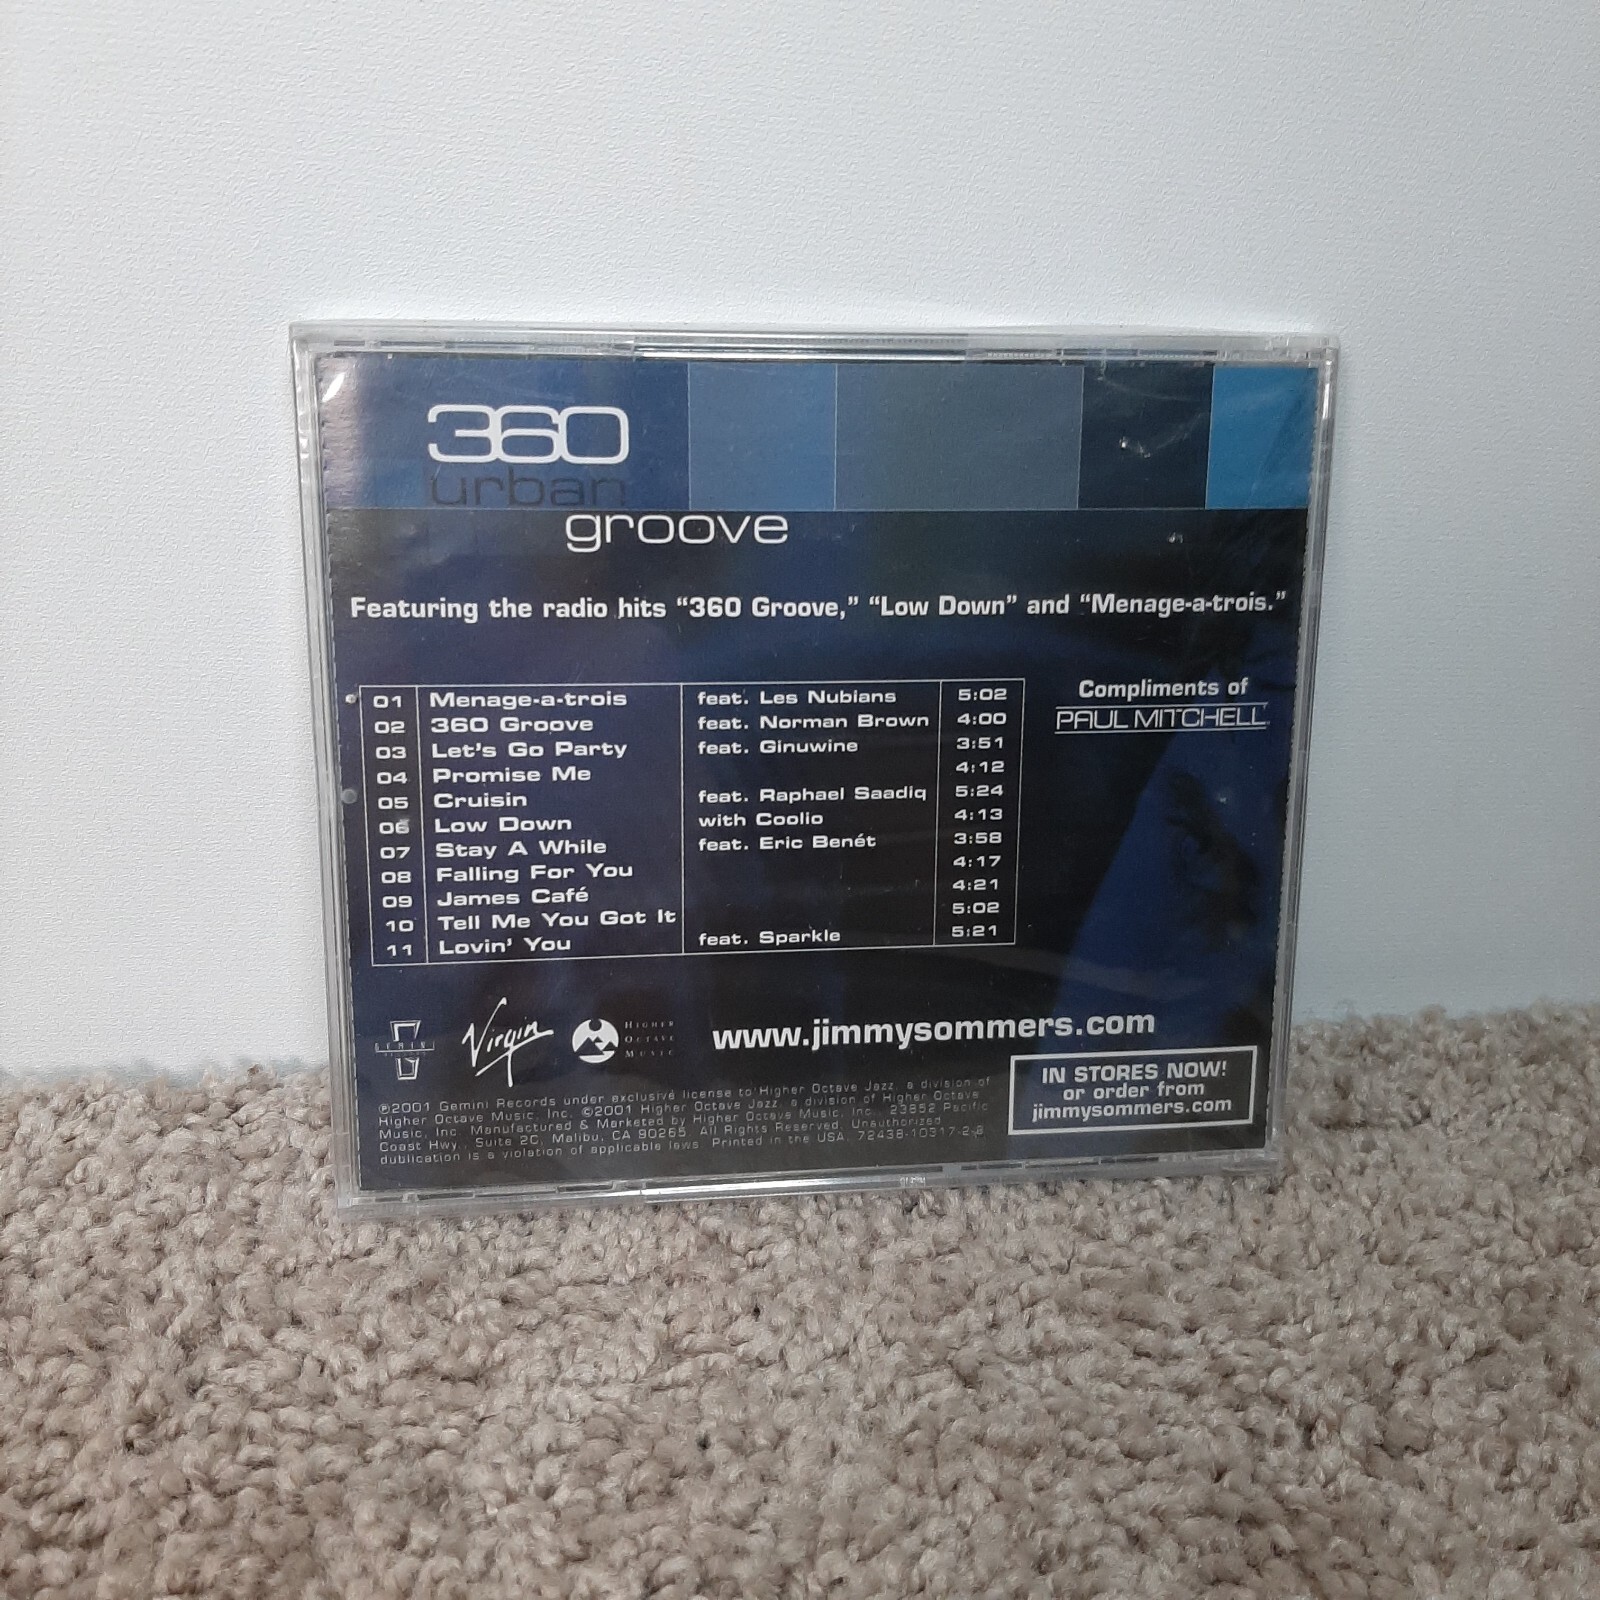 360
urban
groove
Featuring the radio hits “360 Groove,” “Low Down” and “Menage-a-trois.”
01 Menage-a-trois feat. Les Nubians 5:02
02 360 Groove feat. Norman Brown 4:00
03 Let's Go Party feat. Ginuwine 3:51
04 Promise Me 4:12
05 Cruisin feat. Raphael Saadiq 5:24
06 Low Down with Coolio 4:13
07 Stay A While feat. Eric Benét 3:58
08 Falling For You 4:17
09 James Café 4:21
10 Tell Me You Got It 5:02
11 Lovin' You feat. Sparkle 5:21
Compliments of
PAUL MITCHELL
GEMINI
Virgin
HIGHER
OCTAVE
MUSIC
www.jimmysommers.com
IN STORES NOW!
or order from
jimmysommers.com
℗2001 Gemini Records under exclusive license to Higher Octave Jazz, a division of
Higher Octave Music, Inc. ©2001 Higher Octave Jazz, a division of Higher Octave
Music, Inc. Manufactured & Marketed by Higher Octave Music, Inc., 23852 Pacific
Coast Hwy., Suite 2C, Malibu, CA 90265. All Rights Reserved. Unauthorized
dublication is a violation of applicable laws. Printed in the USA. 72438-10317-2-8